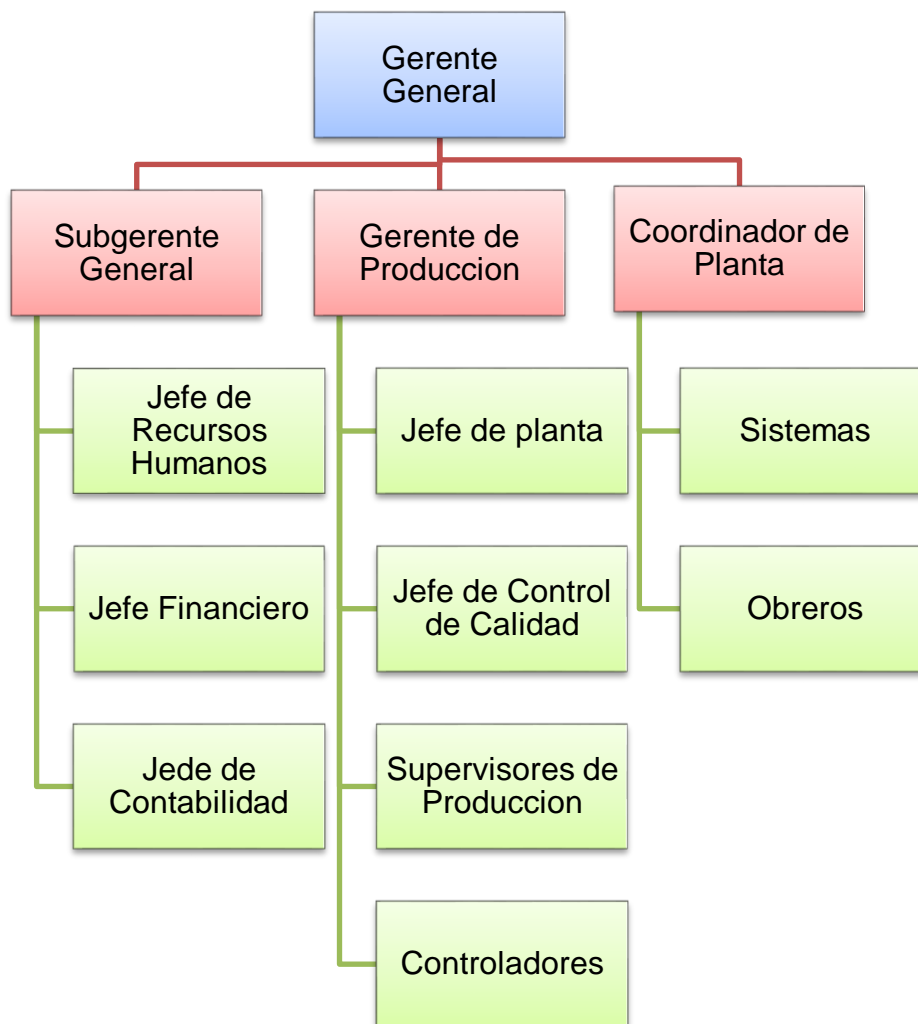 Gerente
General
Subgerente
General
Gerente de
Produccion
Coordinador de
Planta
Jefe de
Recursos
Humanos
Jefe de planta
Sistemas
Jefe Financiero
Jefe de Control
de Calidad
Obreros
Jede de
Contabilidad
Supervisores de
Produccion
Controladores